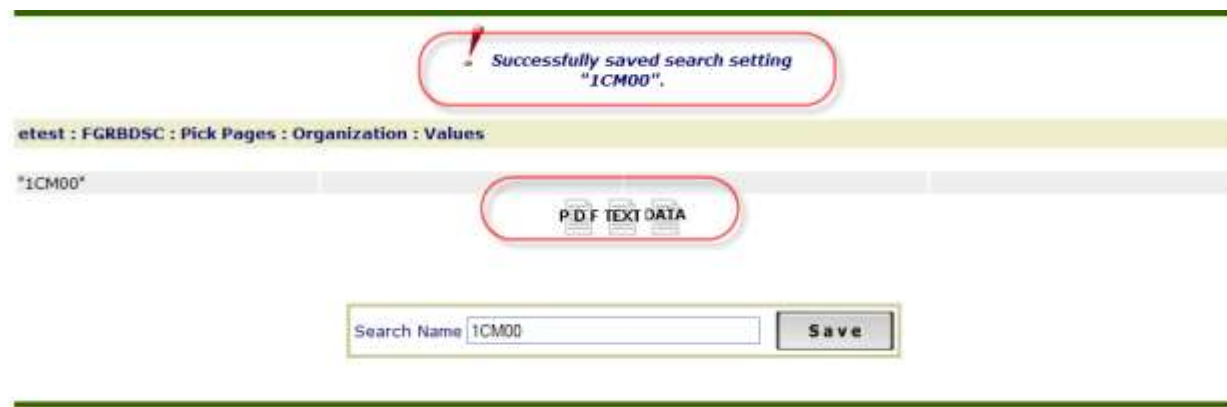 Successfully saved search setting
"1CM00".
etest : FGRBDSC : Pick Pages : Organization : Values
"1CM00"
PDF TEXT DATA
Search Name 1CM00 Save